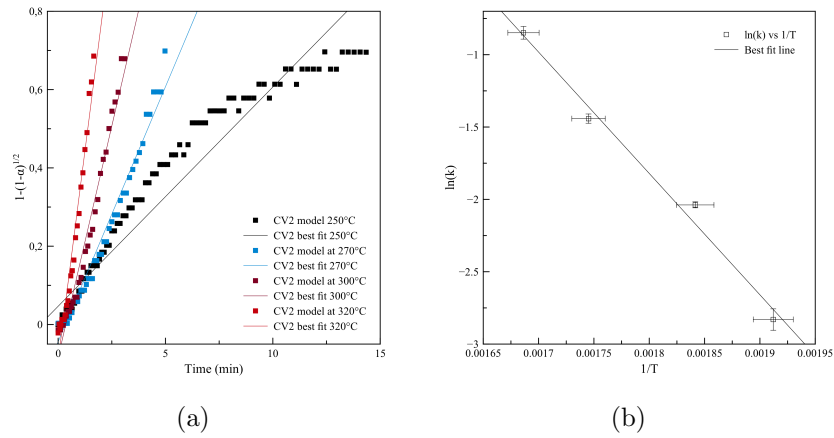 0,8
0,6
0,4
0,2
0
1-(1-α)^{1/2}
CV2 model 250°C
CV2 best fit 250°C
CV2 model at 270°C
CV2 best fit 270°C
CV2 model at 300°C
CV2 best fit 300°C
CV2 model at 320°C
CV2 best fit 320°C
0 5 10 15
Time (min)
(a)
−1
−1.5
−2
−2.5
−3
ln(k)
ln(k) vs 1/T
Best fit line
0.00165 0.0017 0.00175 0.0018 0.00185 0.0019 0.00195
1/T
(b)